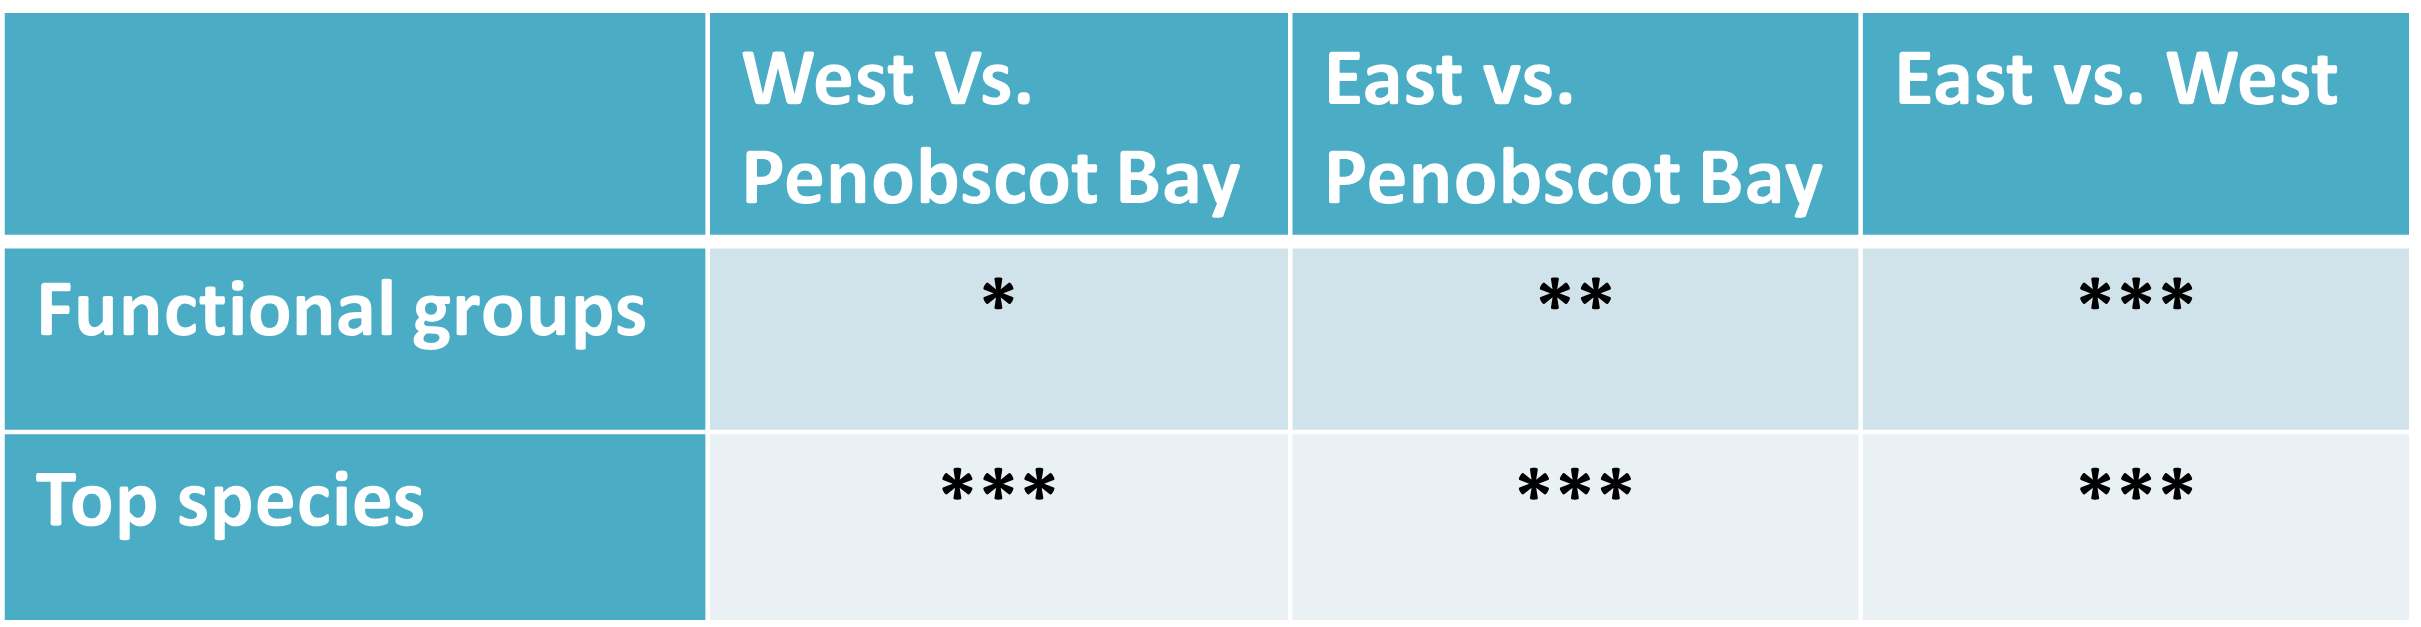 West Vs.
Penobscot Bay
East vs.
Penobscot Bay
East vs. West
Functional groups
*
**
***
Top species
***
***
***